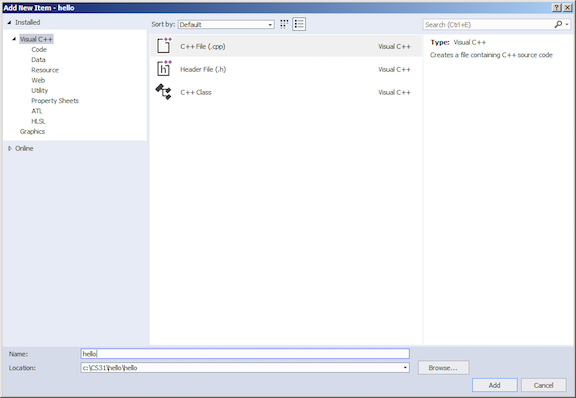 Add New Item - hello
Installed
Visual C++
Code
Data
Resource
Web
Utility
Property Sheets
ATL
HLSL
Graphics
Online
Sort by: Default
C++ File (.cpp) Visual C++
Header File (.h) Visual C++
C++ Class Visual C++
Search (Ctrl+E)
Type: Visual C++
Creates a file containing C++ source code
Name: hello
Location: c:\CS31\hello\hello
Browse...
Add Cancel